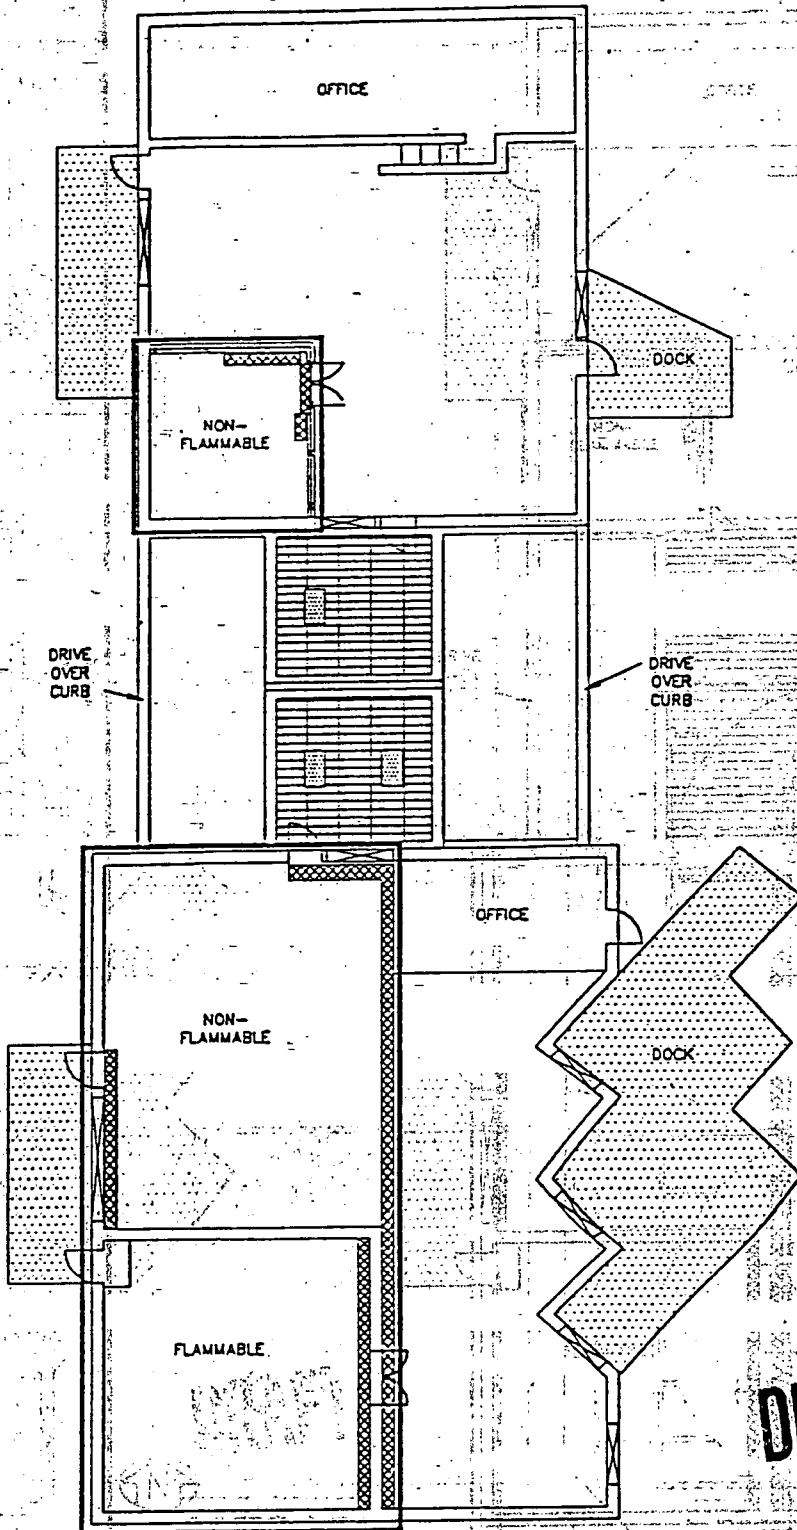 OFFICE
DOCK
NON-
FLAMMABLE
DRIVE
OVER
CURB
DRIVE
OVER
CURB
OFFICE
NON-
FLAMMABLE
DOCK
FLAMMABLE